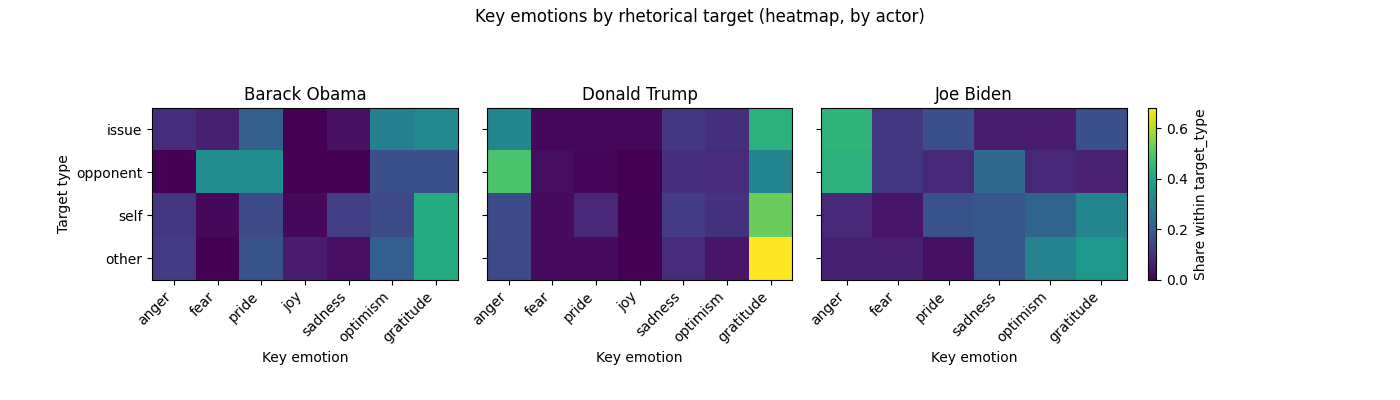 Key emotions by rhetorical target (heatmap, by actor)
Barack Obama
Donald Trump
Joe Biden
Target type
issue
opponent
self
other
anger
fear
pride
joy
sadness
optimism
gratitude
Key emotion
anger
fear
pride
joy
sadness
optimism
gratitude
Key emotion
anger
fear
pride
sadness
optimism
gratitude
Key emotion
0.6
0.4
0.2
0.0
Share within target_type